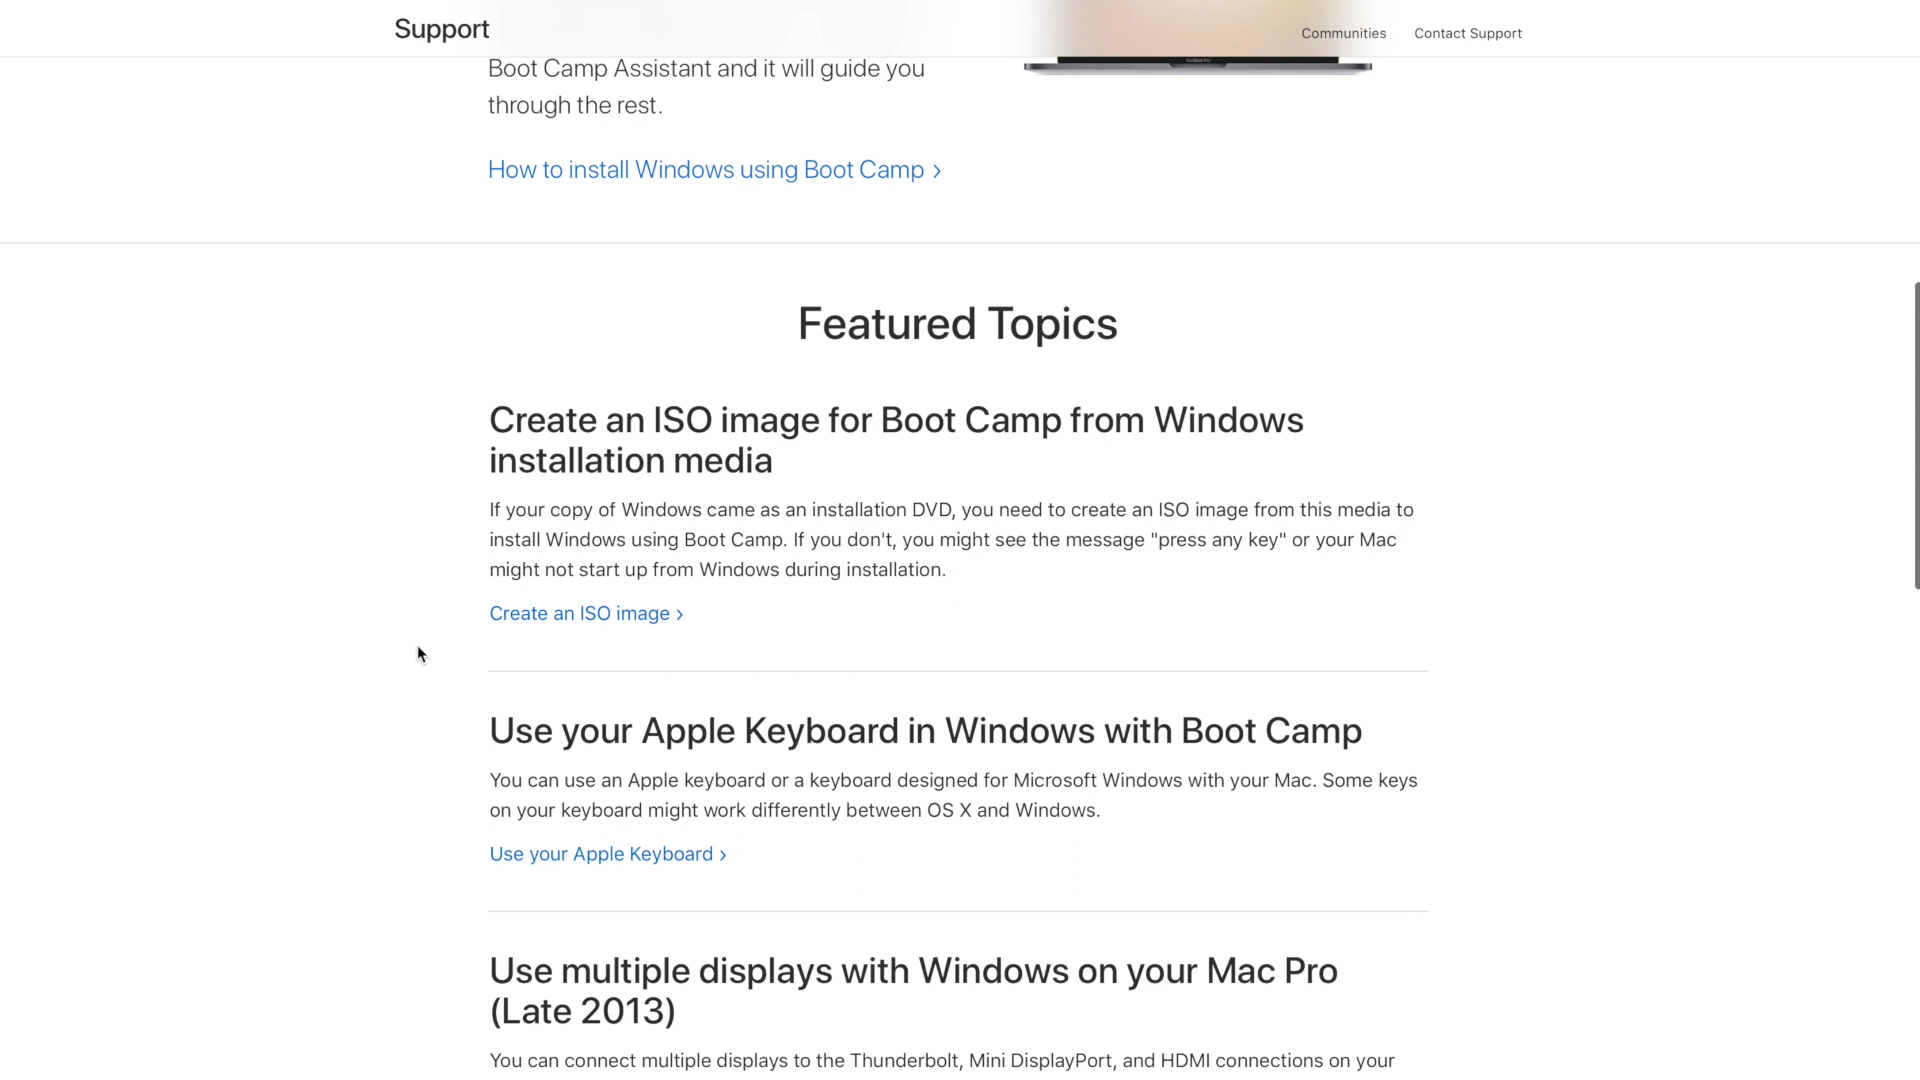 Support
Communities
Contact Support
MacBook Pro
Boot Camp Assistant and it will guide you
through the rest.
How to install Windows using Boot Camp >
Featured Topics
Create an ISO image for Boot Camp from Windows
installation media
If your copy of Windows came as an installation DVD, you need to create an ISO image from this media to
install Windows using Boot Camp. If you don't, you might see the message "press any key" or your Mac
might not start up from Windows during installation.
Create an ISO image >
Use your Apple Keyboard in Windows with Boot Camp
You can use an Apple keyboard or a keyboard designed for Microsoft Windows with your Mac. Some keys
on your keyboard might work differently between OS X and Windows.
Use your Apple Keyboard >
Use multiple displays with Windows on your Mac Pro
(Late 2013)
You can connect multiple displays to the Thunderbolt, Mini DisplayPort, and HDMI connections on your